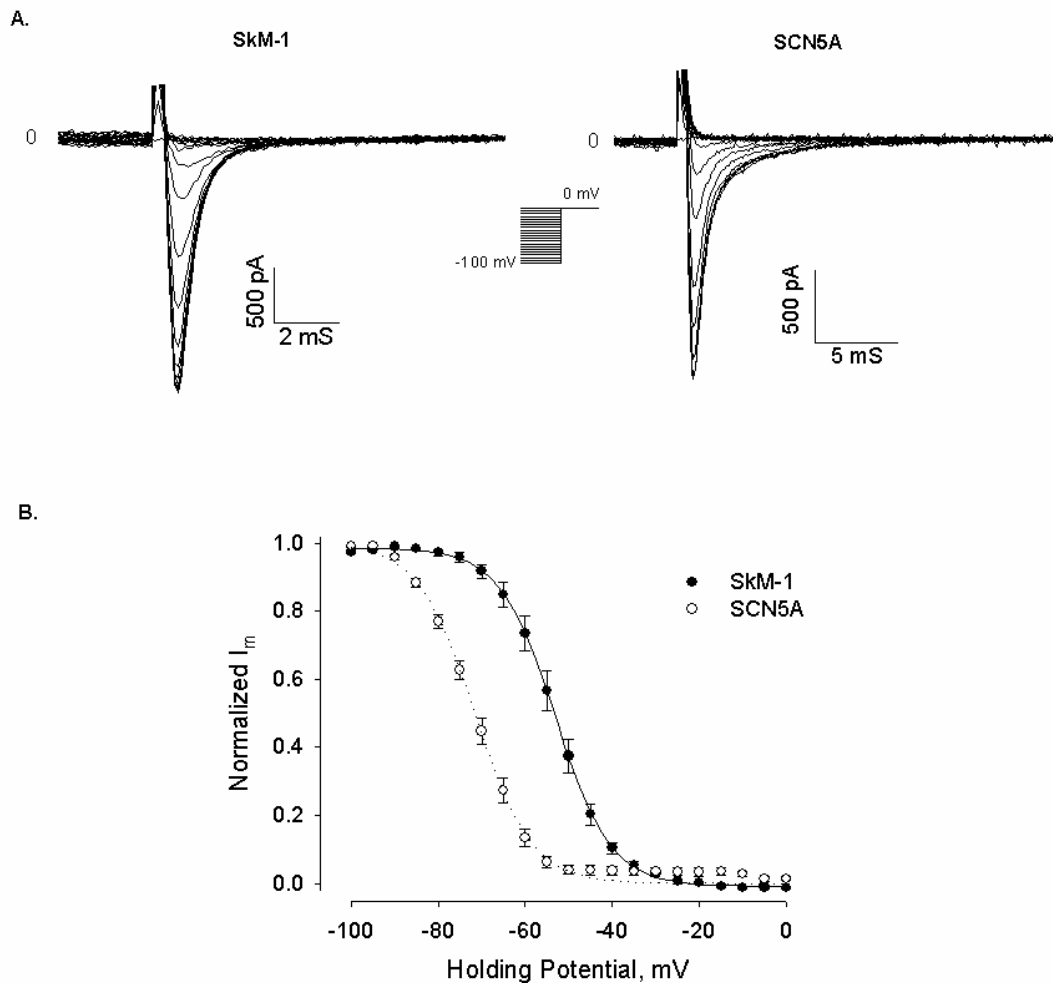 A.
SkM-1
SCN5A
0
0
0 mV
-100 mV
500 pA
2 mS
500 pA
5 mS
B.
1.0
0.8
0.6
0.4
0.2
0.0
Normalized Im
SkM-1
SCN5A
-100
-80
-60
-40
-20
0
Holding Potential, mV